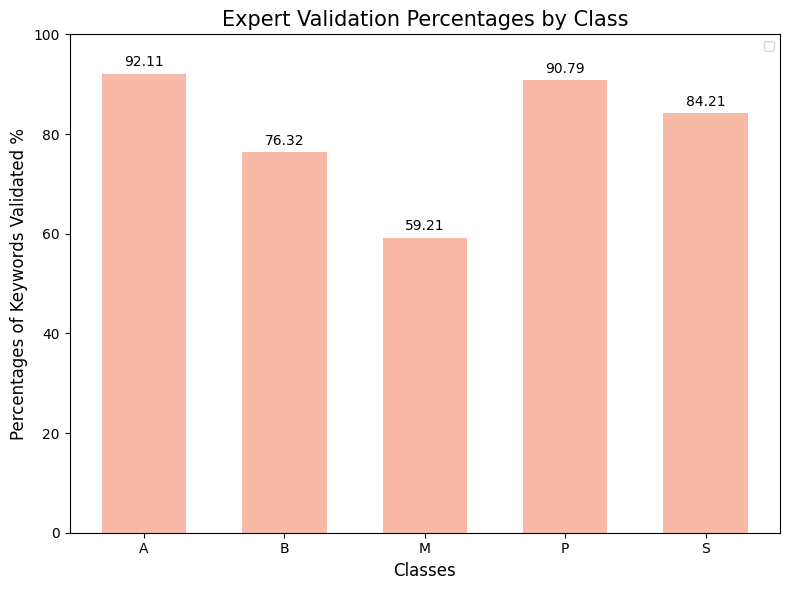 Expert Validation Percentages by Class
Percentages of Keywords Validated %
100
80
60
40
20
0
92.11
76.32
59.21
90.79
84.21
A
B
M
P
S
Classes